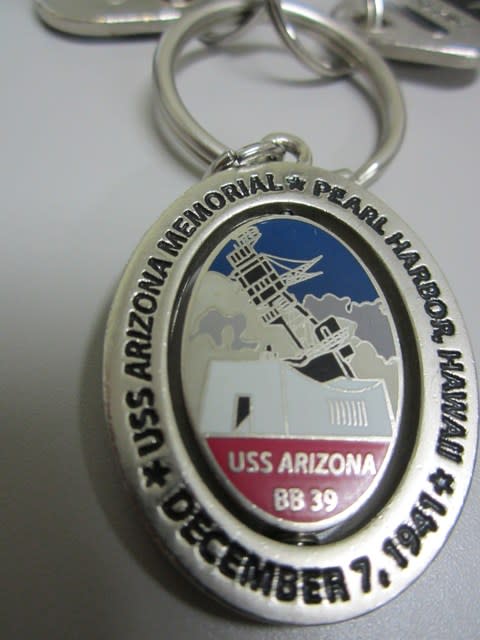 USS ARIZONA MEMORIAL ★ PEARL HARBOR, HAWAII
★ DECEMBER 7, 1941 ★
USS ARIZONA
BB 39